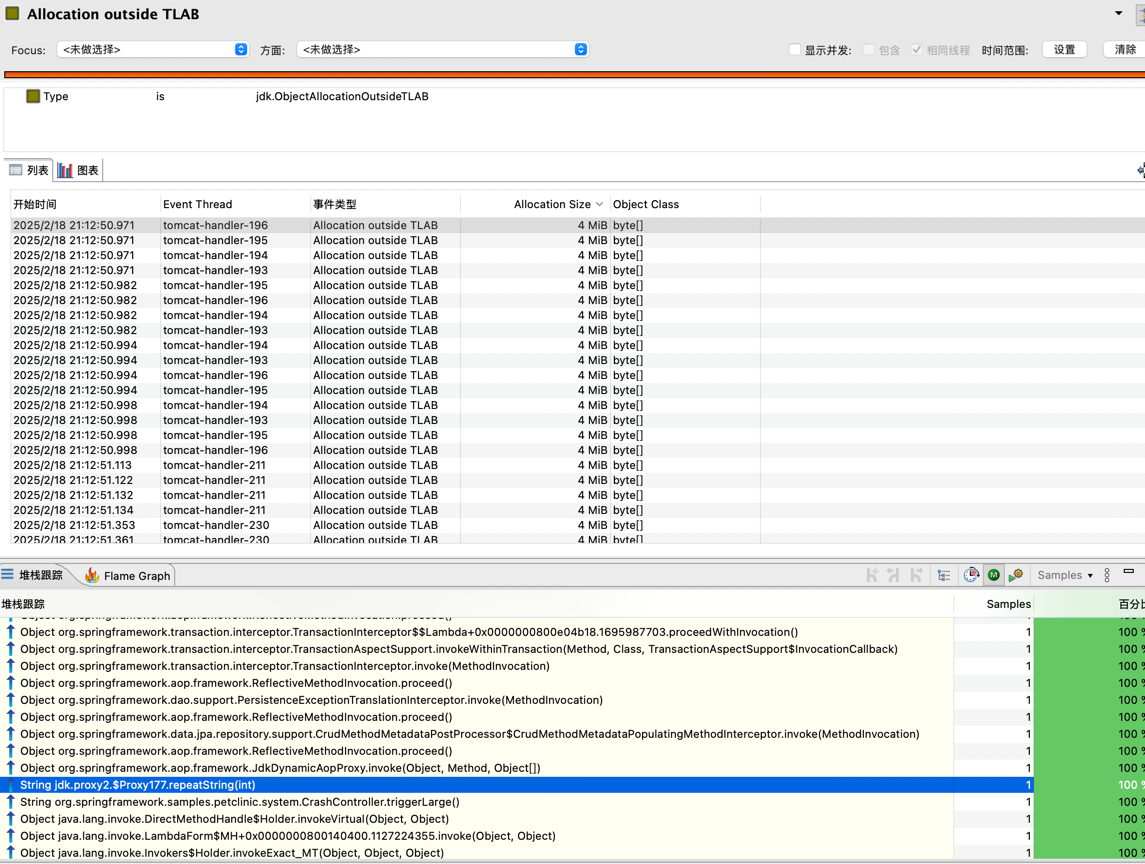 Allocation outside TLAB
Focus: <未做选择> 方面: <未做选择> 显示并发: 包含 相同线程 时间范围: 设置 清除
Type is jdk.ObjectAllocationOutsideTLAB
列表 图表
开始时间 Event Thread 事件类型 Allocation Size Object Class
2025/2/18 21:12:50.971 tomcat-handler-196 Allocation outside TLAB 4 MiB byte[]
2025/2/18 21:12:50.971 tomcat-handler-195 Allocation outside TLAB 4 MiB byte[]
2025/2/18 21:12:50.971 tomcat-handler-194 Allocation outside TLAB 4 MiB byte[]
2025/2/18 21:12:50.971 tomcat-handler-193 Allocation outside TLAB 4 MiB byte[]
2025/2/18 21:12:50.982 tomcat-handler-195 Allocation outside TLAB 4 MiB byte[]
2025/2/18 21:12:50.982 tomcat-handler-196 Allocation outside TLAB 4 MiB byte[]
2025/2/18 21:12:50.982 tomcat-handler-194 Allocation outside TLAB 4 MiB byte[]
2025/2/18 21:12:50.982 tomcat-handler-193 Allocation outside TLAB 4 MiB byte[]
2025/2/18 21:12:50.994 tomcat-handler-194 Allocation outside TLAB 4 MiB byte[]
2025/2/18 21:12:50.994 tomcat-handler-193 Allocation outside TLAB 4 MiB byte[]
2025/2/18 21:12:50.994 tomcat-handler-196 Allocation outside TLAB 4 MiB byte[]
2025/2/18 21:12:50.994 tomcat-handler-195 Allocation outside TLAB 4 MiB byte[]
2025/2/18 21:12:50.998 tomcat-handler-194 Allocation outside TLAB 4 MiB byte[]
2025/2/18 21:12:50.998 tomcat-handler-193 Allocation outside TLAB 4 MiB byte[]
2025/2/18 21:12:50.998 tomcat-handler-195 Allocation outside TLAB 4 MiB byte[]
2025/2/18 21:12:50.998 tomcat-handler-196 Allocation outside TLAB 4 MiB byte[]
2025/2/18 21:12:51.113 tomcat-handler-211 Allocation outside TLAB 4 MiB byte[]
2025/2/18 21:12:51.122 tomcat-handler-211 Allocation outside TLAB 4 MiB byte[]
2025/2/18 21:12:51.132 tomcat-handler-211 Allocation outside TLAB 4 MiB byte[]
2025/2/18 21:12:51.134 tomcat-handler-211 Allocation outside TLAB 4 MiB byte[]
2025/2/18 21:12:51.353 tomcat-handler-230 Allocation outside TLAB 4 MiB byte[]
2025/2/18 21:12:51.361 tomcat-handler-230 Allocation outside TLAB 4 MiB byte[]
堆栈跟踪 Flame Graph M Samples
堆栈跟踪 Samples 百分
Object org.springframework.transaction.interceptor.TransactionInterceptor$$Lambda+0x0000000800e04b18.1695987703.proceedWithInvocation() 1 100 %
Object org.springframework.transaction.interceptor.TransactionAspectSupport.invokeWithinTransaction(Method, Class, TransactionAspectSupport$InvocationCallback) 1 100 %
Object org.springframework.transaction.interceptor.TransactionInterceptor.invoke(MethodInvocation) 1 100 %
Object org.springframework.aop.framework.ReflectiveMethodInvocation.proceed() 1 100 %
Object org.springframework.dao.support.PersistenceExceptionTranslationInterceptor.invoke(MethodInvocation) 1 100 %
Object org.springframework.aop.framework.ReflectiveMethodInvocation.proceed() 1 100 %
Object org.springframework.data.jpa.repository.support.CrudMethodMetadataPostProcessor$CrudMethodMetadataPopulatingMethodInterceptor.invoke(MethodInvocation) 1 100 %
Object org.springframework.aop.framework.ReflectiveMethodInvocation.proceed() 1 100 %
Object org.springframework.aop.framework.JdkDynamicAopProxy.invoke(Object, Method, Object[]) 1 100 %
String jdk.proxy2.$Proxy177.repeatString(int) 1 100 %
String org.springframework.samples.petclinic.system.CrashController.triggerLarge() 1 100 %
Object java.lang.invoke.DirectMethodHandle$Holder.invokeVirtual(Object, Object) 1 100 %
Object java.lang.invoke.LambdaForm$MH+0x0000000800140400.1127224355.invoke(Object, Object) 1 100 %
Object java.lang.invoke.Invokers$Holder.invokeExact_MT(Object, Object, Object) 1 100 %